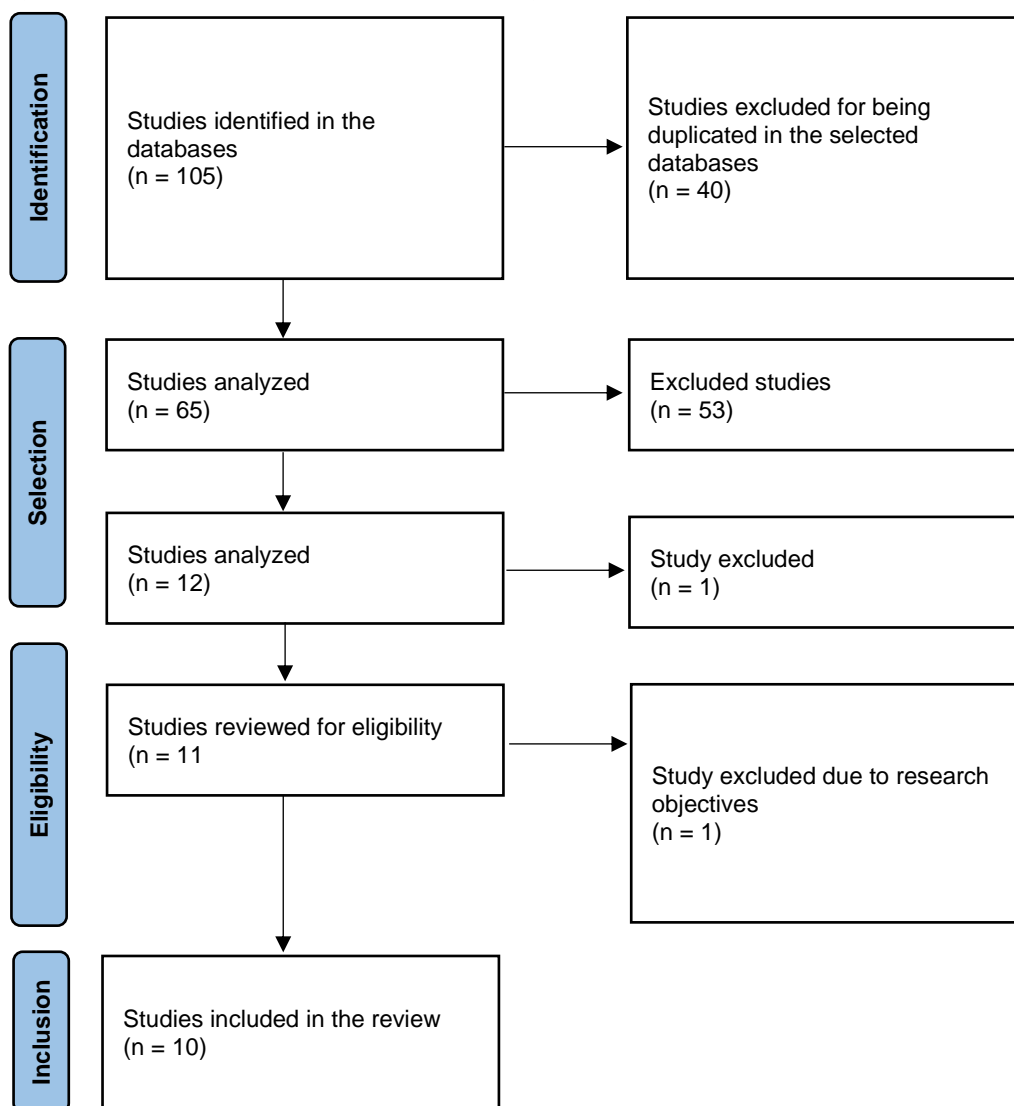 Identification
Studies identified in the
databases
(n = 105)
Studies excluded for being
duplicated in the selected
databases
(n = 40)
Selection
Studies analyzed
(n = 65)
Excluded studies
(n = 53)
Studies analyzed
(n = 12)
Study excluded
(n = 1)
Eligibility
Studies reviewed for eligibility
(n = 11
Study excluded due to research
objectives
(n = 1)
Inclusion
Studies included in the review
(n = 10)